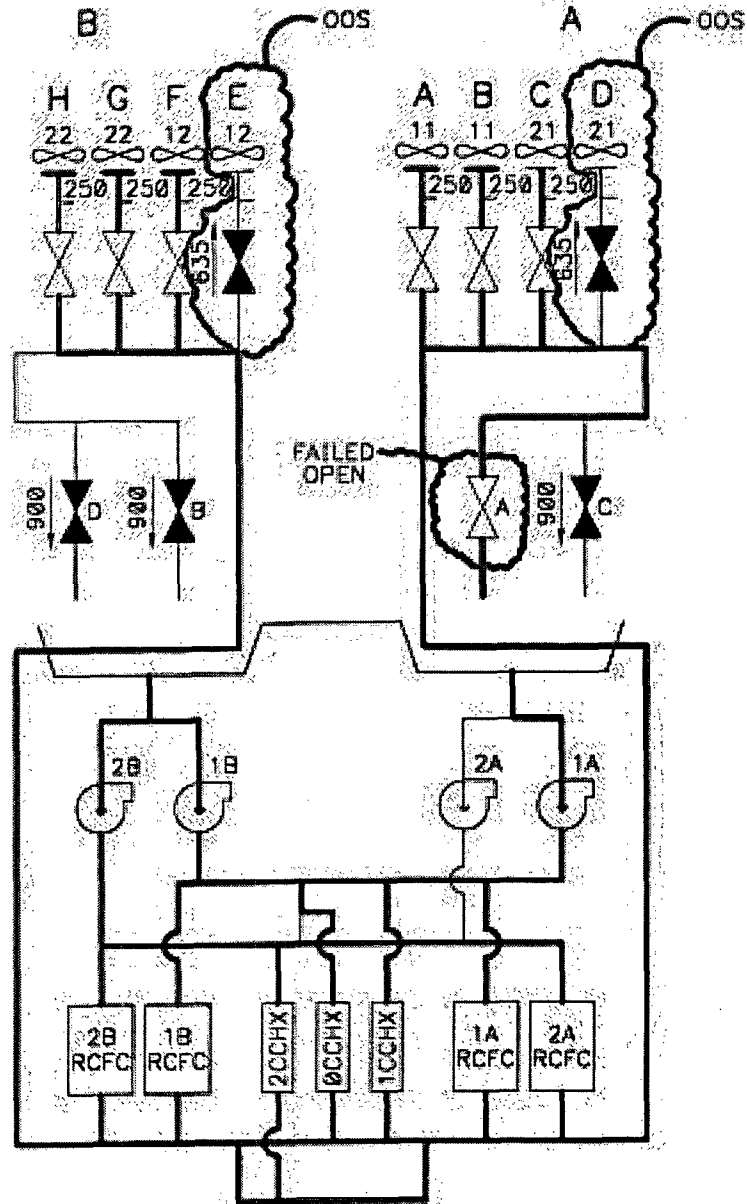 B OOS A OOS
H G F E A B C D
22 22 12 12 11 11 21 21
250 250 250 250 250 250
635 635
FAILED
OPEN
900 D 900 B A 900 C
2B 1B 2A 1A
2B
RCFC
1B
RCFC
2CCHX
0CCHX
1CCHX
1A
RCFC
2A
RCFC